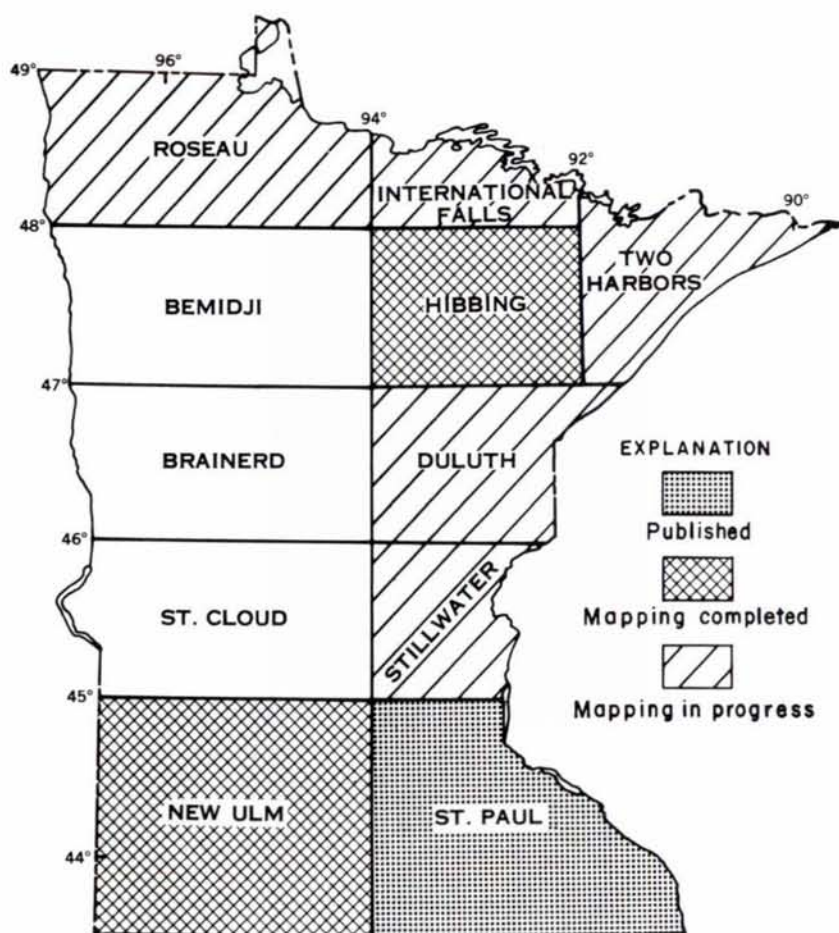 49°
96°
94°
92°
90°
ROSEAU
INTERNATIONAL
FALLS
48°
TWO
HARBORS
BEMIDJI
HIBBING
47°
BRAINERD
DULUTH
EXPLANATION
Published
46°
ST. CLOUD
STILLWATER
Mapping completed
45°
Mapping in progress
NEW ULM
ST. PAUL
44°